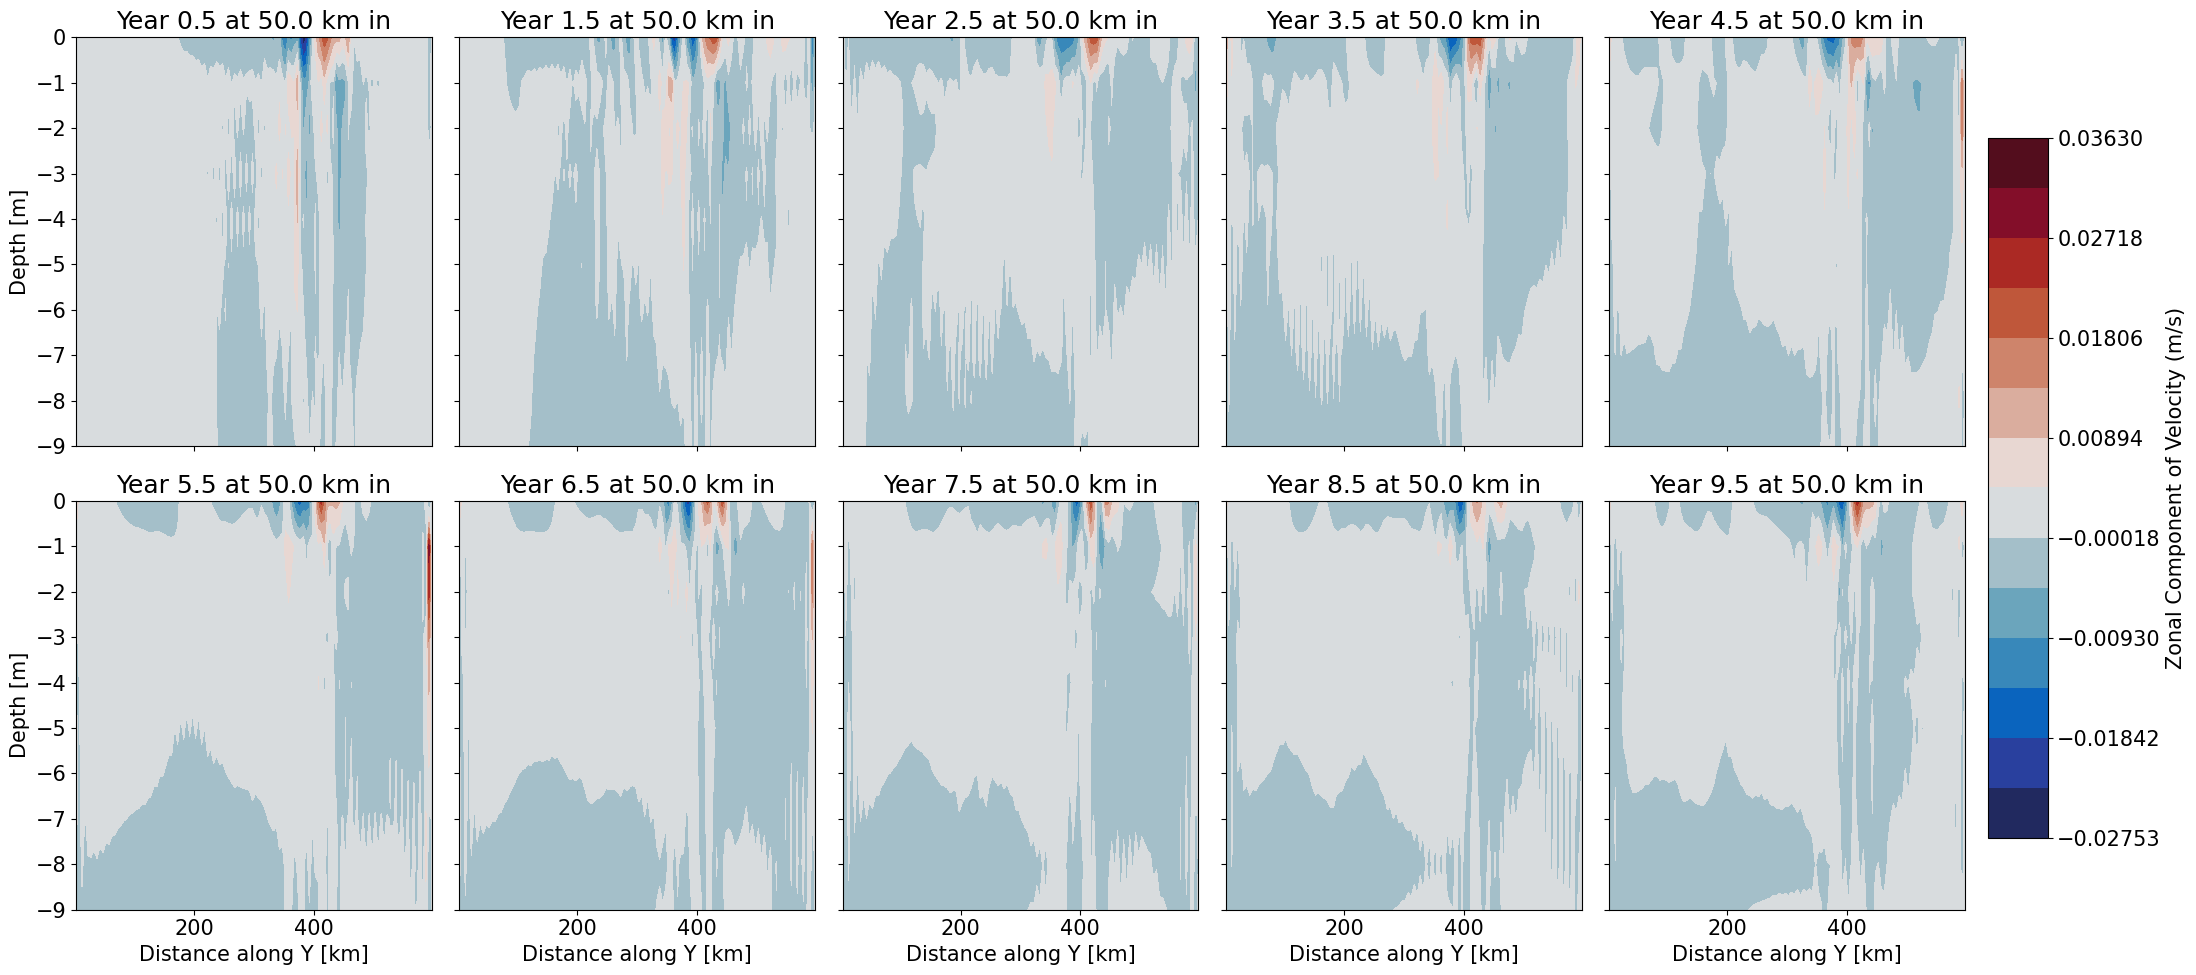 Year 0.5 at 50.0 km in
Year 1.5 at 50.0 km in
Year 2.5 at 50.0 km in
Year 3.5 at 50.0 km in
Year 4.5 at 50.0 km in
0
−1
−2
−3
−4
−5
−6
−7
−8
−9
Depth [m]
200
400
Year 5.5 at 50.0 km in
Year 6.5 at 50.0 km in
Year 7.5 at 50.0 km in
Year 8.5 at 50.0 km in
Year 9.5 at 50.0 km in
0
−1
−2
−3
−4
−5
−6
−7
−8
−9
Depth [m]
200
400
200
400
200
400
200
400
200
400
Distance along Y [km]
Distance along Y [km]
Distance along Y [km]
Distance along Y [km]
Distance along Y [km]
0.03630
0.02718
0.01806
0.00894
−0.00018
−0.00930
−0.01842
−0.02753
Zonal Component of Velocity (m/s)